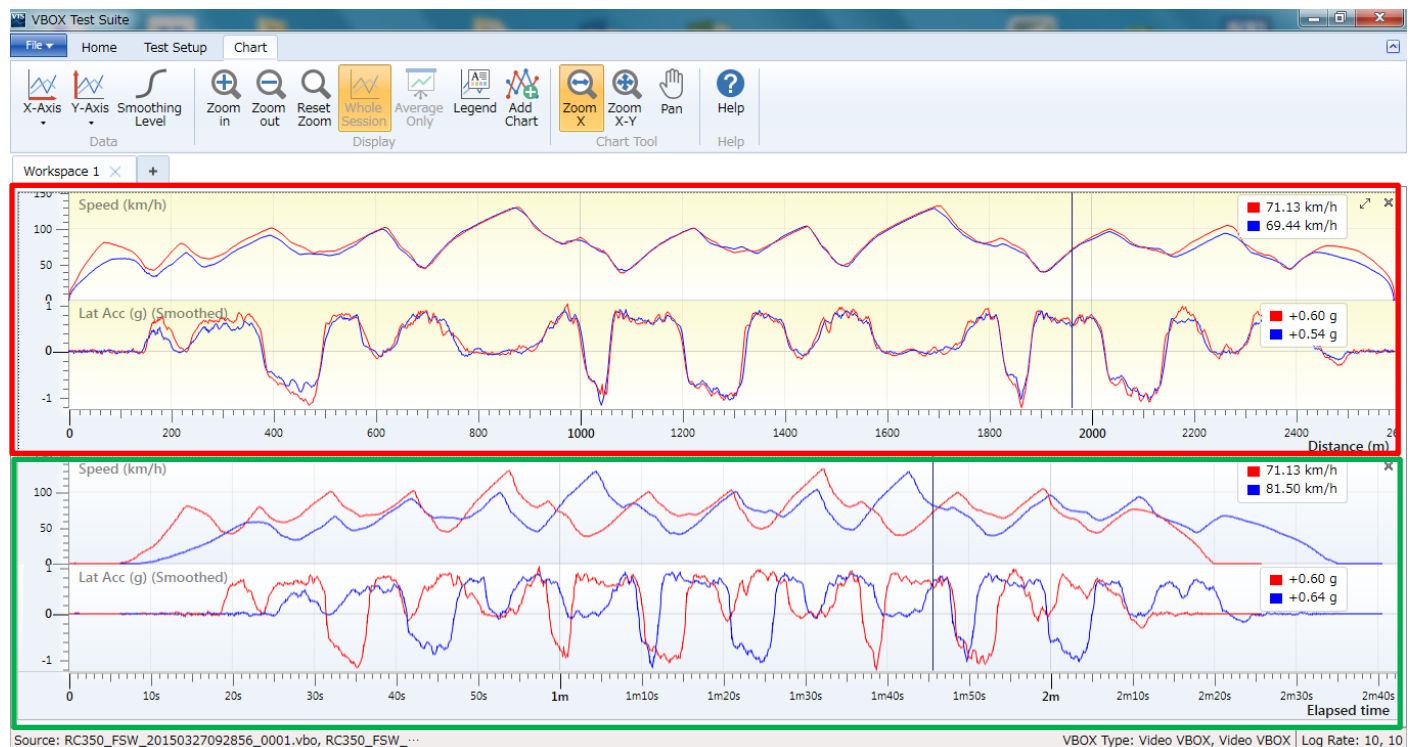 VTS VBOX Test Suite
File Home Test Setup Chart
X-Axis Y-Axis Smoothing Level Zoom in Zoom out Reset Zoom Whole Session Average Only Legend Add Chart Zoom X Zoom X-Y Pan Help
Data Display Chart Tool Help
Workspace 1 +
150 Speed (km/h) 71.13 km/h
69.44 km/h
100
50
0
1 Lat Acc (g) (Smoothed) +0.60 g
+0.54 g
0
-1
0 200 400 600 800 1000 1200 1400 1600 1800 2000 2200 2400
Distance (m)
Speed (km/h) 71.13 km/h
81.50 km/h
100
50
0
1 Lat Acc (g) (Smoothed) +0.60 g
+0.64 g
0
-1
0 10s 20s 30s 40s 50s 1m 1m10s 1m20s 1m30s 1m40s 1m50s 2m 2m10s 2m20s 2m30s 2m40s
Elapsed time
Source: RC350_FSW_20150327092856_0001.vbo, RC350_FSW_··· VBOX Type: Video VBOX, Video VBOX Log Rate: 10, 10